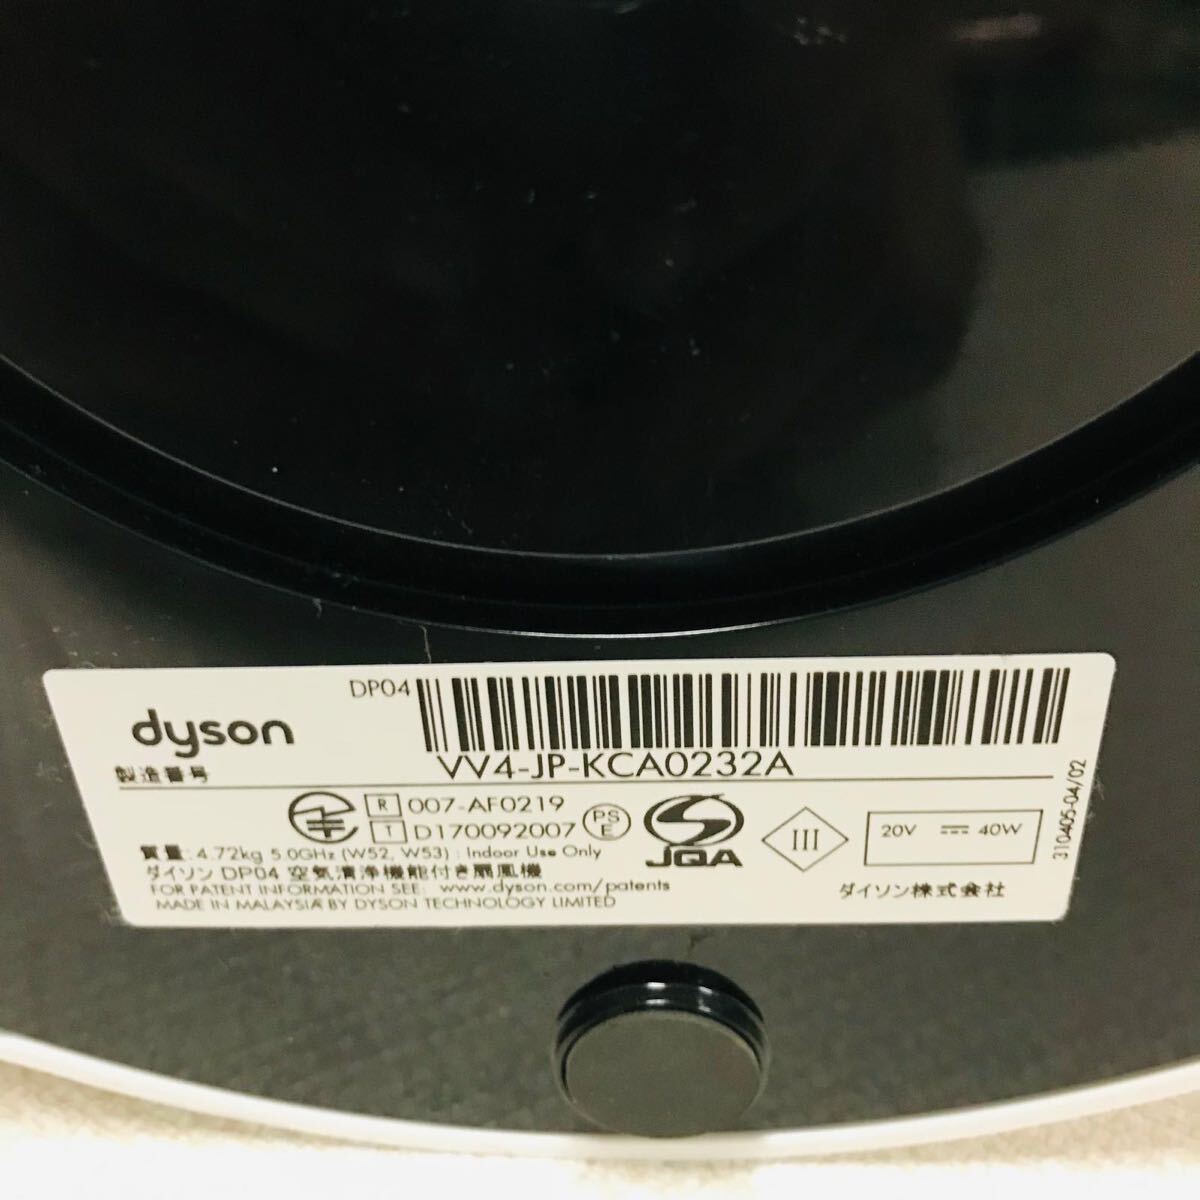 DP04
dyson
製造番号 VV4-JP-KCA0232A
R 007-AF0219
T D170092007
PS E
JQA
III
20V 40W
310405-04/02
質量: 4.72kg 5.0GHz (W52, W53) : Indoor Use Only
ダイソン DP04 空気清浄機能付き扇風機
FOR PATENT INFORMATION SEE: www.dyson.com/patents
MADE IN MALAYSIA BY DYSON TECHNOLOGY LIMITED
ダイソン株式会社